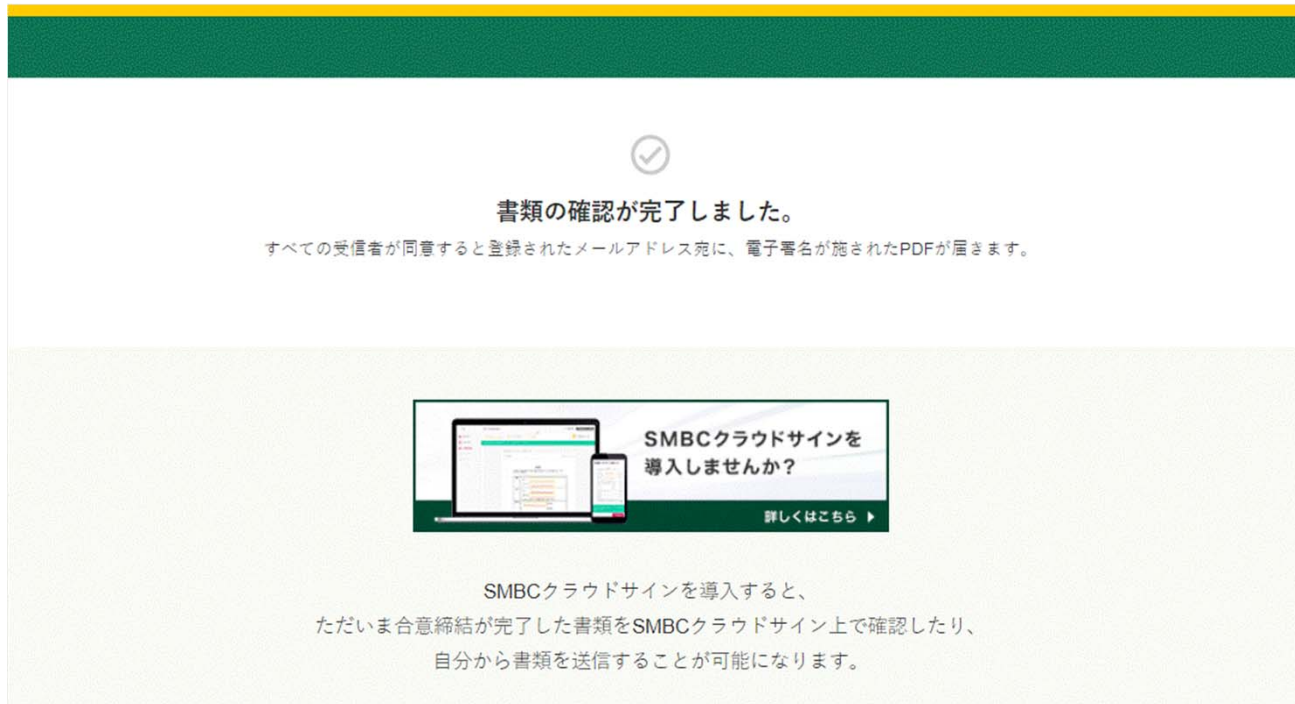 書類の確認が完了しました。
すべての受信者が同意すると登録されたメールアドレス宛に、電子署名が施されたPDFが届きます。
SMBCクラウドサインを
導入しませんか？
詳しくはこちら
SMBCクラウドサインを導入すると、
ただいま合意締結が完了した書類をSMBCクラウドサイン上で確認したり、
自分から書類を送信することが可能になります。